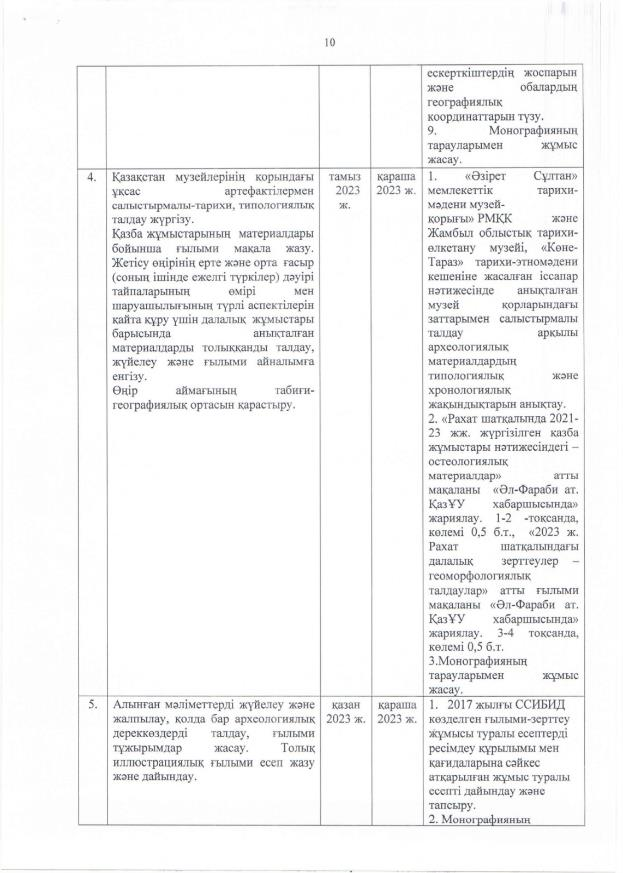 10
ескерткіштердің жоспарын
және обалардың
географиялық
координаттарын түзу.
9. Монографияның
тарауларымен жұмыс
жасау.
4.
Қазақстан музейлерінің қорындағы
ұқсас артефактілермен
салыстырмалы-тарихи, типологиялық
талдау жүргізу.
Қазба жұмыстарының материалдары
бойынша ғылыми мақала жазу.
Жетісу өңірінің ерте және орта ғасыр
(соның ішінде ежелгі түркілер) дәуірі
тайпаларының өмірі мен
шаруашылығының түрлі аспектілерін
қайта құру үшін далалық жұмыстары
барысында анықталған
материалдарды толыққанды талдау,
жүйелеу және ғылыми айналымға
енгізу.
Өңір аймағының табиғи-
географиялық ортасын қарастыру.
тамыз
2023
ж.
қараша
2023 ж.
1. «Әзірет Сұлтан»
мемлекеттік тарихи-
мәдени музей-
қорығы» РМҚК және
Жамбыл облыстық тарихи-
өлкетану музейі, «Көне-
Тараз» тарихи-этномәдени
кешеніне жасалған іссапар
нәтижесінде анықталған
музей қорларындағы
заттарымен салыстырмалы
талдау арқылы
археологиялық
материалдардың
типологиялық және
хронологиялық
жақындықтарын анықтау.
2. «Рахат шатқалында 2021-
23 жж. жүргізілген қазба
жұмыстары нәтижесіндегі –
остеологиялық
материалдар» атты
мақаланы «Әл-Фараби ат.
ҚазҰУ хабаршысында»
жариялау. 1-2 -тоқсанда,
көлемі 0,5 б.т., «2023 ж.
Рахат шатқалындағы
далалық зерттеулер –
геоморфологиялық
талдаулар» атты ғылыми
мақаланы «Әл-Фараби ат.
ҚазҰУ хабаршысында»
жариялау. 3-4 тоқсанда,
көлемі 0,5 б.т.
3.Монографияның
тарауларымен жұмыс
жасау.
5.
Алынған мәліметтерді жүйелеу және
жалпылау, қолда бар археологиялық
дереккөздерді талдау, ғылыми
тұжырымдар жасау. Толық
иллюстрациялық ғылыми есеп жазу
және дайындау.
қазан
2023 ж.
қараша
2023 ж.
1. 2017 жылғы ССИБИД
көзделген ғылыми-зерттеу
жұмысы туралы есептерді
ресімдеу құрылымы мен
қағидаларына сәйкес
атқарылған жұмыс туралы
есепті дайындау және
тапсыру.
2. Монографияның